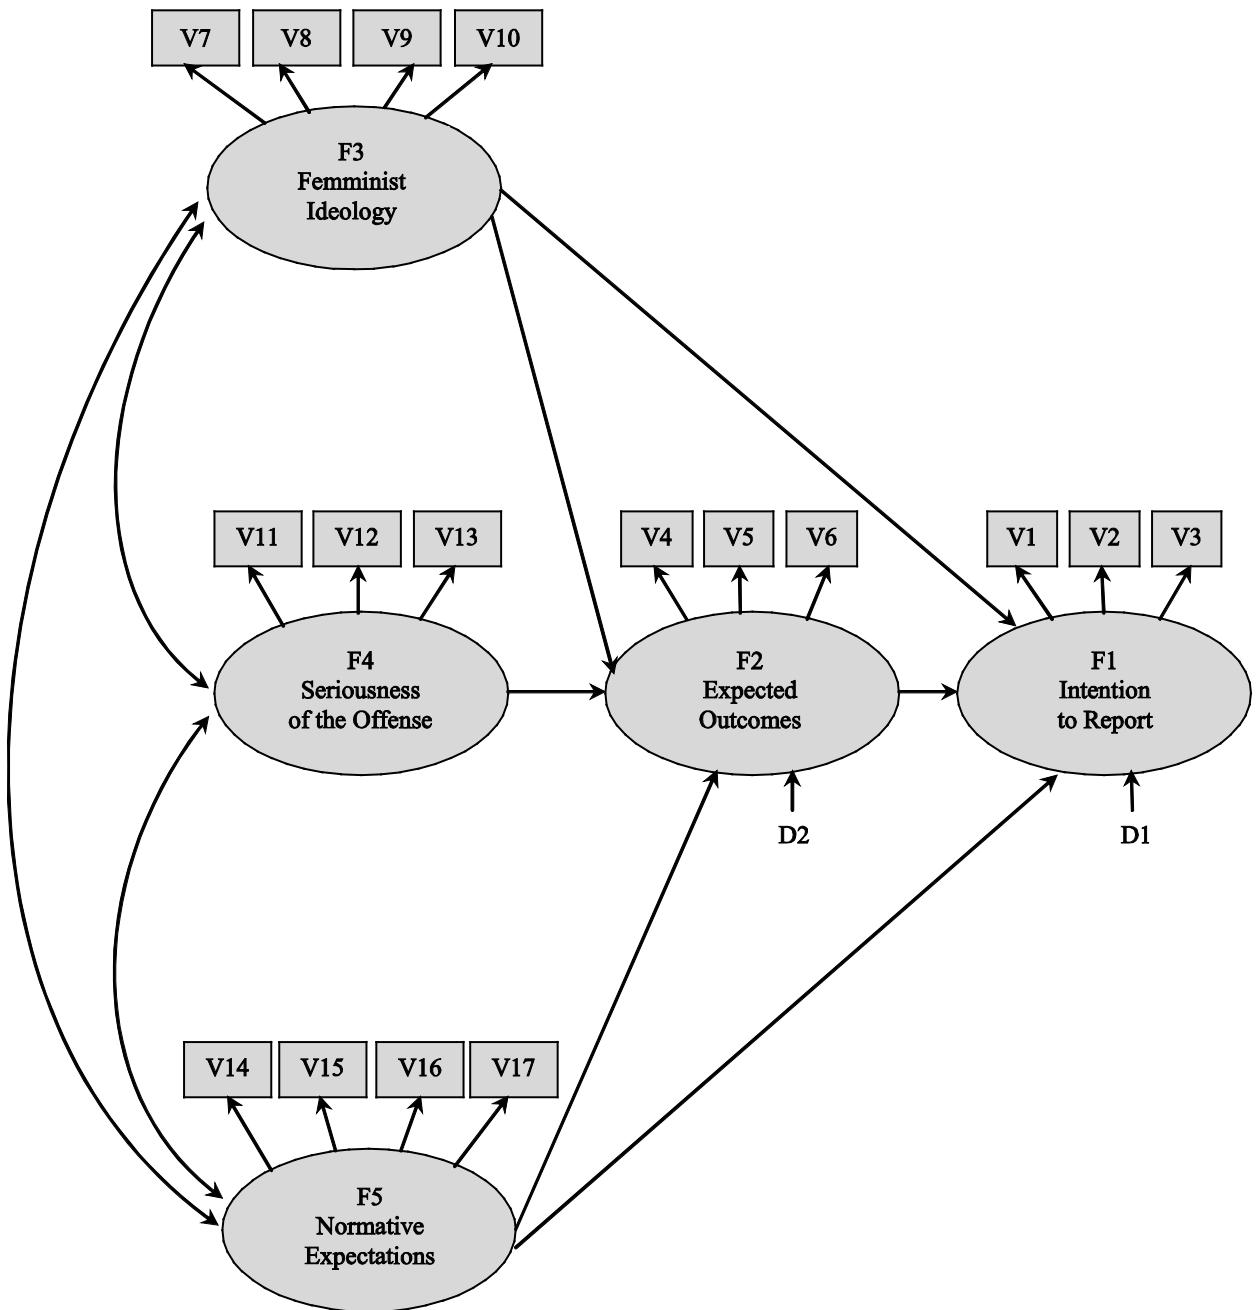 V7 V8 V9 V10
F3
Femminist
Ideology
V11 V12 V13 V4 V5 V6 V1 V2 V3
F4
Seriousness
of the Offense
F2
Expected
Outcomes
F1
Intention
to Report
D2 D1
V14 V15 V16 V17
F5
Normative
Expectations